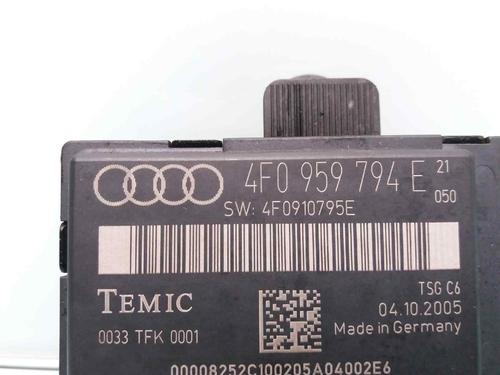 4F0 959 794 E 21
050
SW: 4F0910795E
TSG C6
TEMIC
04.10.2005
0033 TFK 0001
Made in Germany
00008252C100205A04002E6